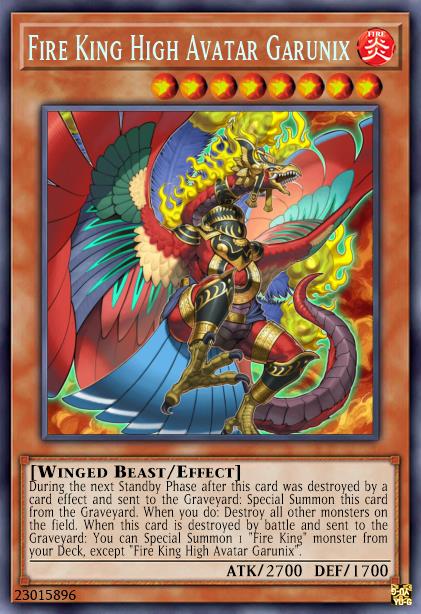 Fire King High Avatar Garunix
FIRE
炎
[Winged Beast/Effect]
During the next Standby Phase after this card was destroyed by a
card effect and sent to the Graveyard: Special Summon this card
from the Graveyard. When you do: Destroy all other monsters on
the field. When this card is destroyed by battle and sent to the
Graveyard: You can Special Summon 1 "Fire King" monster from
your Deck, except "Fire King High Avatar Garunix".
ATK/2700 DEF/1700
23015896